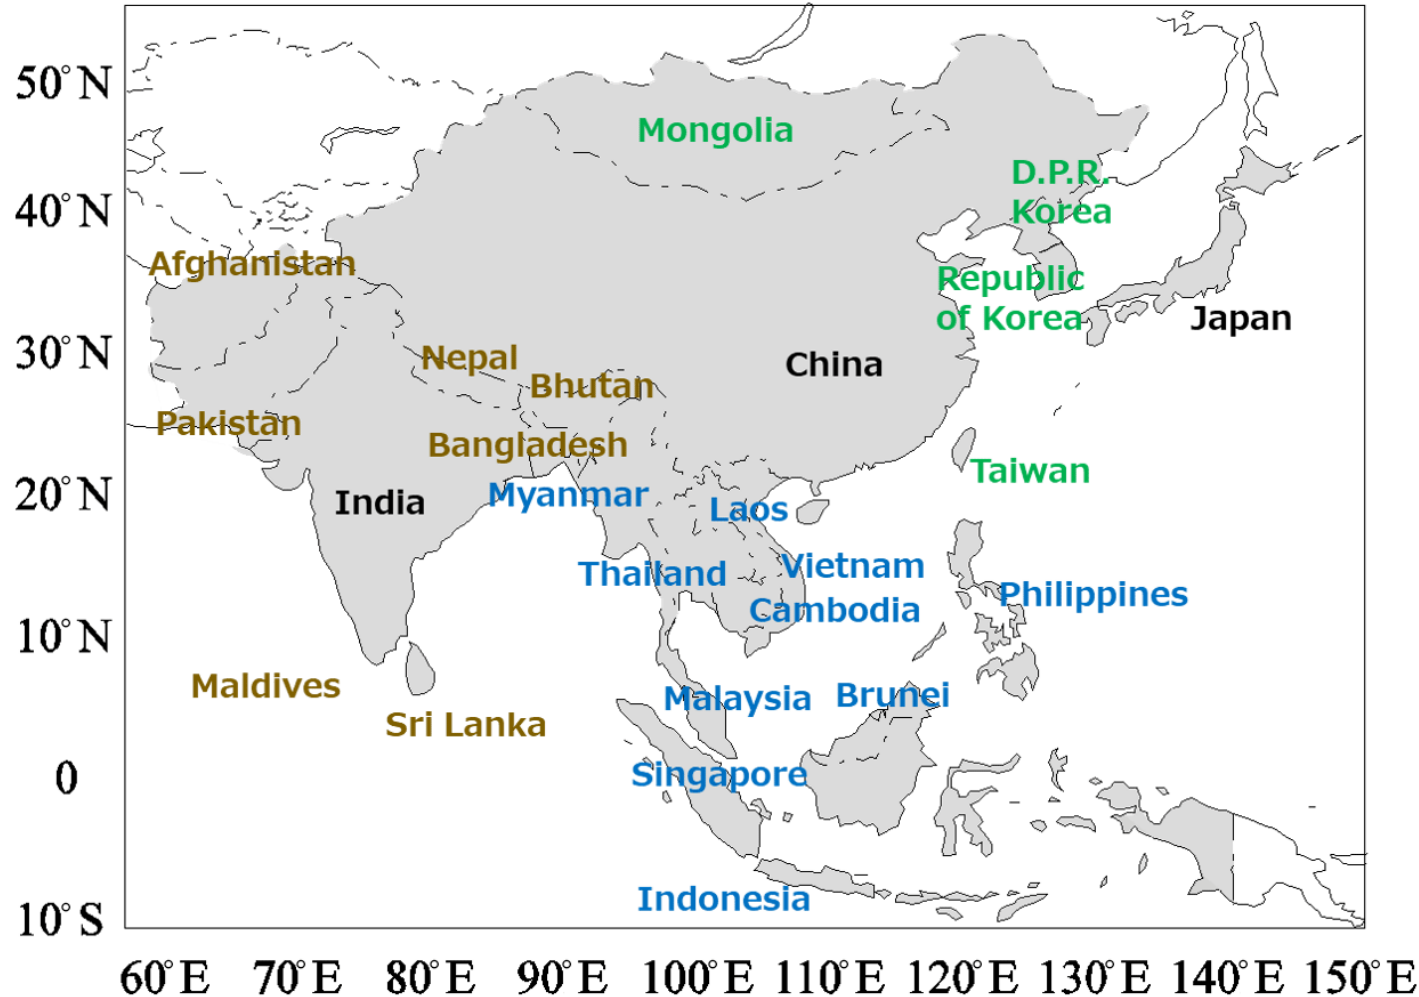 50°N
Mongolia
D.P.R.
Korea
40°N
Afghanistan
Republic
of Korea
Japan
30°N
Nepal
China
Bhutan
Pakistan
Bangladesh
Taiwan
20°N
India
Myanmar
Laos
Thailand
Vietnam
Philippines
Cambodia
10°N
Maldives
Malaysia
Brunei
Sri Lanka
0
Singapore
Indonesia
10°S
60°E 70°E 80°E 90°E 100°E 110°E 120°E 130°E 140°E 150°E